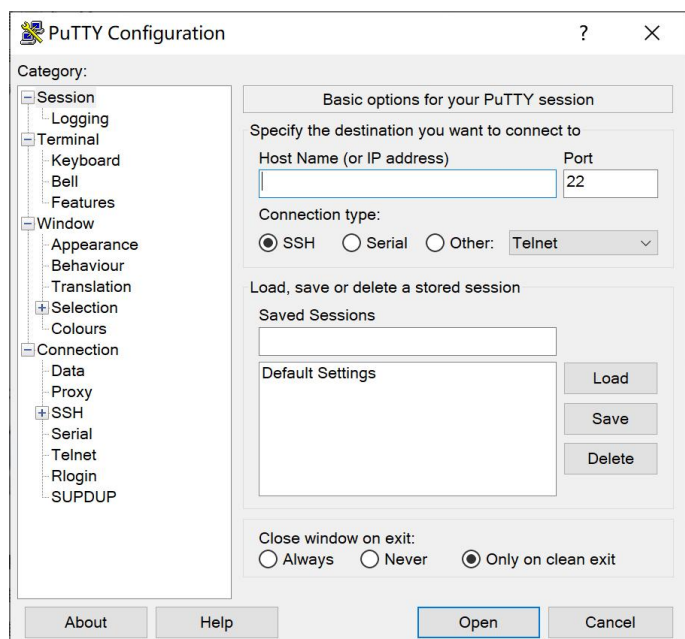 PuTTY Configuration
?
Category:
Session
Logging
Terminal
Keyboard
Bell
Features
Window
Appearance
Behaviour
Translation
Selection
Colours
Connection
Data
Proxy
SSH
Serial
Telnet
Rlogin
SUPDUP
Basic options for your PuTTY session
Specify the destination you want to connect to
Host Name (or IP address) Port
22
Connection type:
SSH Serial Other: Telnet
Load, save or delete a stored session
Saved Sessions
Default Settings
Load
Save
Delete
Close window on exit:
Always Never Only on clean exit
About Help Open Cancel